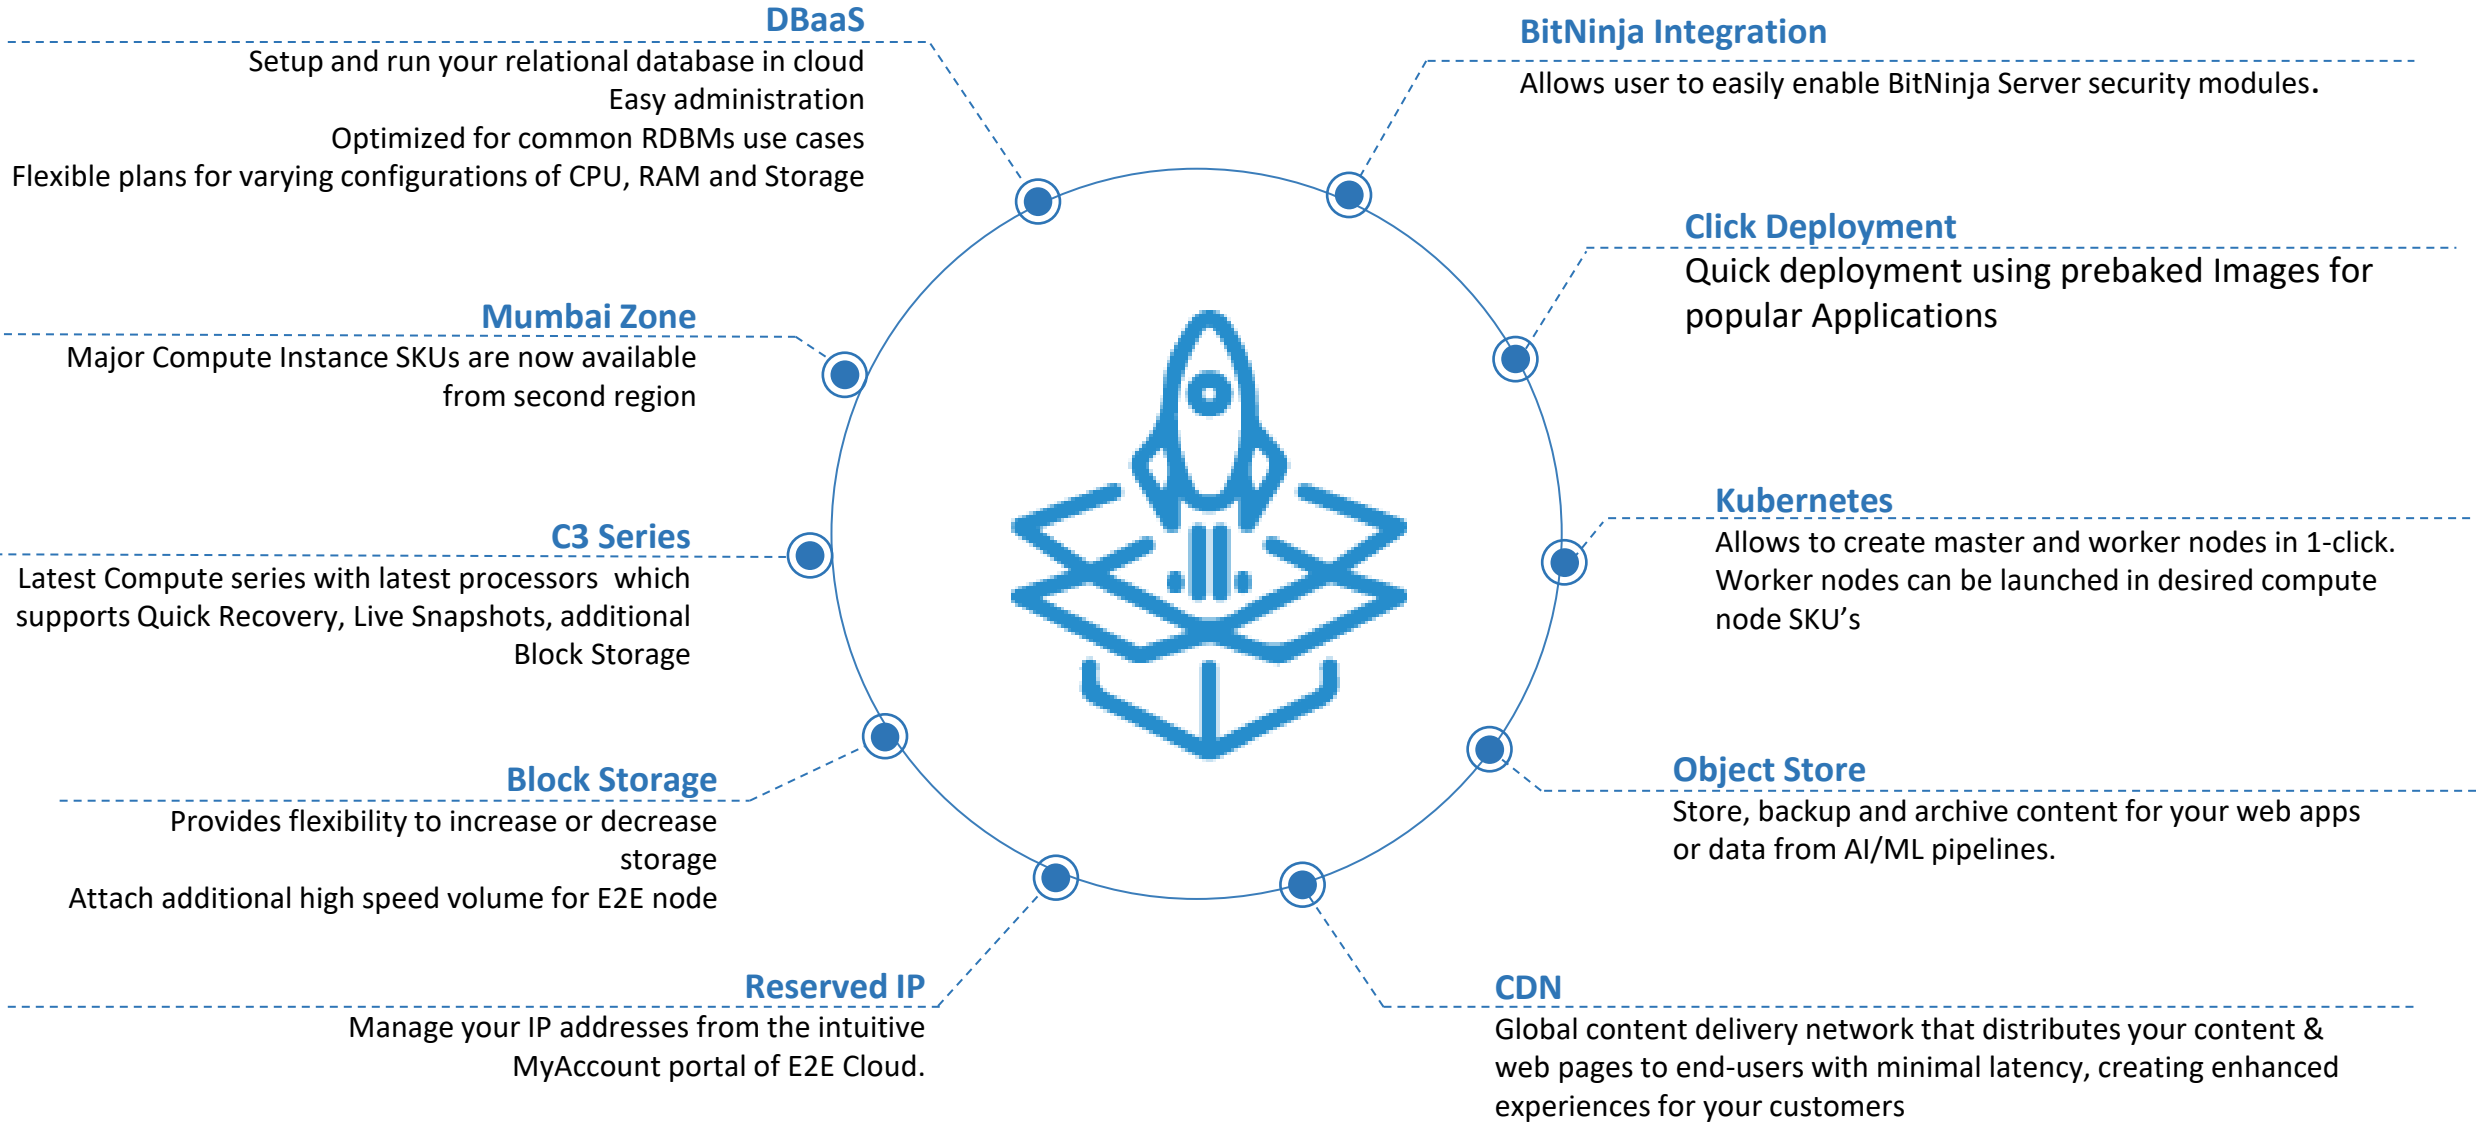 DBaaS
Setup and run your relational database in cloud
Easy administration
Optimized for common RDBMs use cases
Flexible plans for varying configurations of CPU, RAM and Storage
Mumbai Zone
Major Compute Instance SKUs are now available
from second region
C3 Series
Latest Compute series with latest processors  which
supports Quick Recovery, Live Snapshots, additional
Block Storage
Block Storage
Provides flexibility to increase or decrease
storage
Attach additional high speed volume for E2E node
Reserved IP
Manage your IP addresses from the intuitive
MyAccount portal of E2E Cloud.
BitNinja Integration
Allows user to easily enable BitNinja Server security modules.
Click Deployment
Quick deployment using prebaked Images for
popular Applications
Kubernetes
Allows to create master and worker nodes in 1-click.
Worker nodes can be launched in desired compute
node SKU’s
Object Store
Store, backup and archive content for your web apps
or data from AI/ML pipelines.
CDN
Global content delivery network that distributes your content &
web pages to end-users with minimal latency, creating enhanced
experiences for your customers